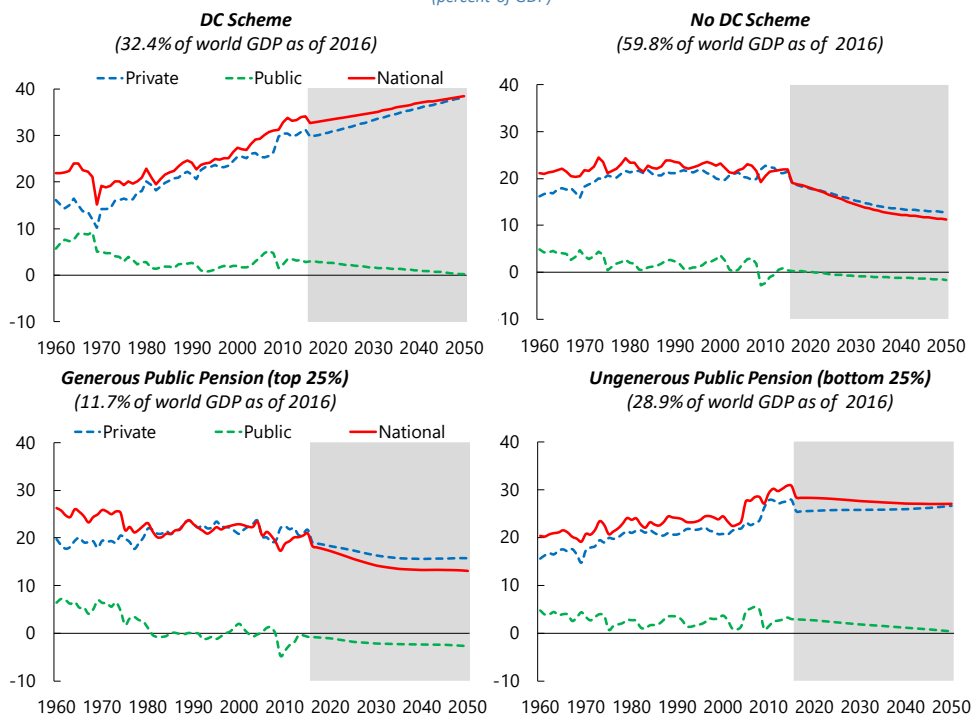 (percent of GDP)
DC Scheme
(32.4% of world GDP as of 2016)
Private Public National
40
30
20
10
0
-10
1960 1970 1980 1990 2000 2010 2020 2030 2040 2050
No DC Scheme
(59.8% of world GDP as of 2016)
40
30
20
10
0
-10
1960 1970 1980 1990 2000 2010 2020 2030 2040 2050
Generous Public Pension (top 25%)
(11.7% of world GDP as of 2016)
Private Public National
40
30
20
10
0
-10
1960 1970 1980 1990 2000 2010 2020 2030 2040 2050
Ungenerous Public Pension (bottom 25%)
(28.9% of world GDP as of 2016)
40
30
20
10
0
-10
1960 1970 1980 1990 2000 2010 2020 2030 2040 2050